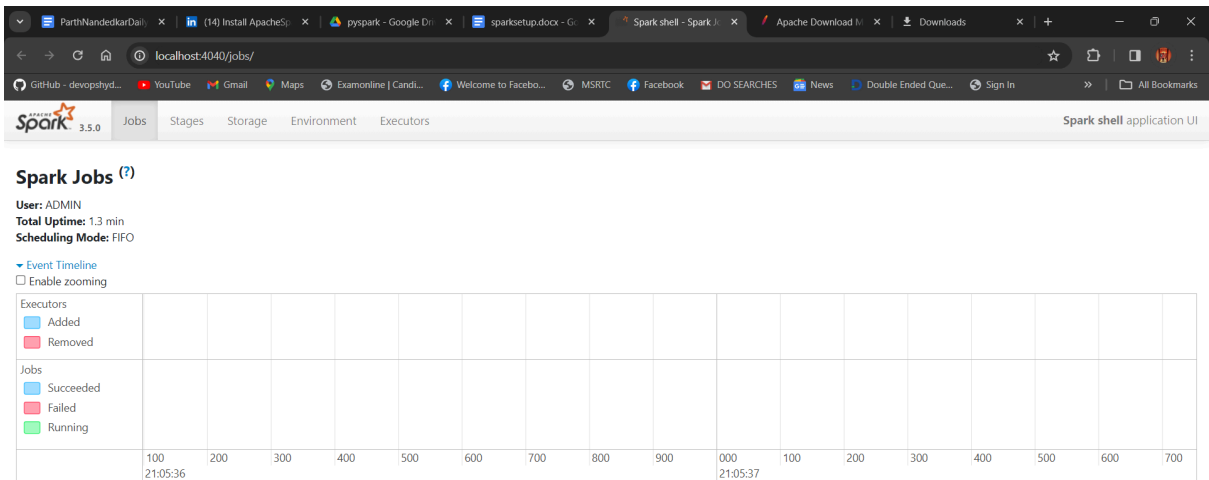 ParthNandedkarDaily
(14) Install ApacheSp
pyspark - Google Dri
sparksetup.docx - Go
Spark shell - Spark Jo
Apache Download M
Downloads
localhost:4040/jobs/
GitHub - devopshyd...
YouTube
Gmail
Maps
Examonline | Candi...
Welcome to Facebo...
MSRTC
Facebook
DO SEARCHES
News
Double Ended Que...
Sign In
»
All Bookmarks
APACHE
Spark 3.5.0
Jobs
Stages
Storage
Environment
Executors
Spark shell application UI
Spark Jobs (?)
User: ADMIN
Total Uptime: 1.3 min
Scheduling Mode: FIFO
Event Timeline
Enable zooming
Executors
Added
Removed
Jobs
Succeeded
Failed
Running
100 200 300 400 500 600 700 800 900 000 100 200 300 400 500 600 700
21:05:36 21:05:37